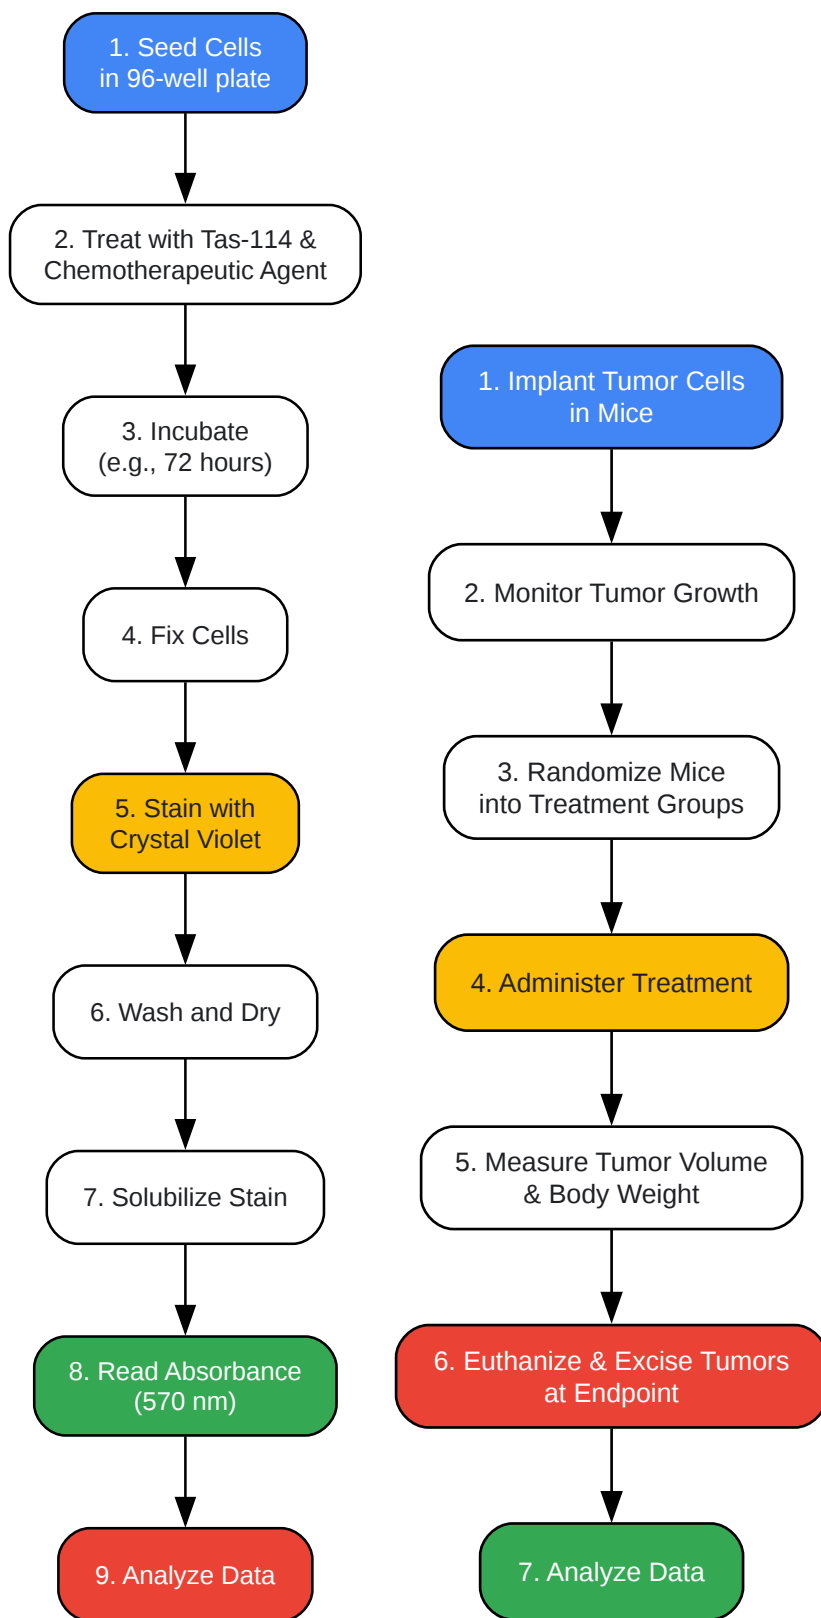 1. Seed Cells
in 96-well plate
2. Treat with Tas-114 &
Chemotherapeutic Agent
3. Incubate
(e.g., 72 hours)
4. Fix Cells
5. Stain with
Crystal Violet
6. Wash and Dry
7. Solubilize Stain
8. Read Absorbance
(570 nm)
9. Analyze Data
1. Implant Tumor Cells
in Mice
2. Monitor Tumor Growth
3. Randomize Mice
into Treatment Groups
4. Administer Treatment
5. Measure Tumor Volume
& Body Weight
6. Euthanize & Excise Tumors
at Endpoint
7. Analyze Data